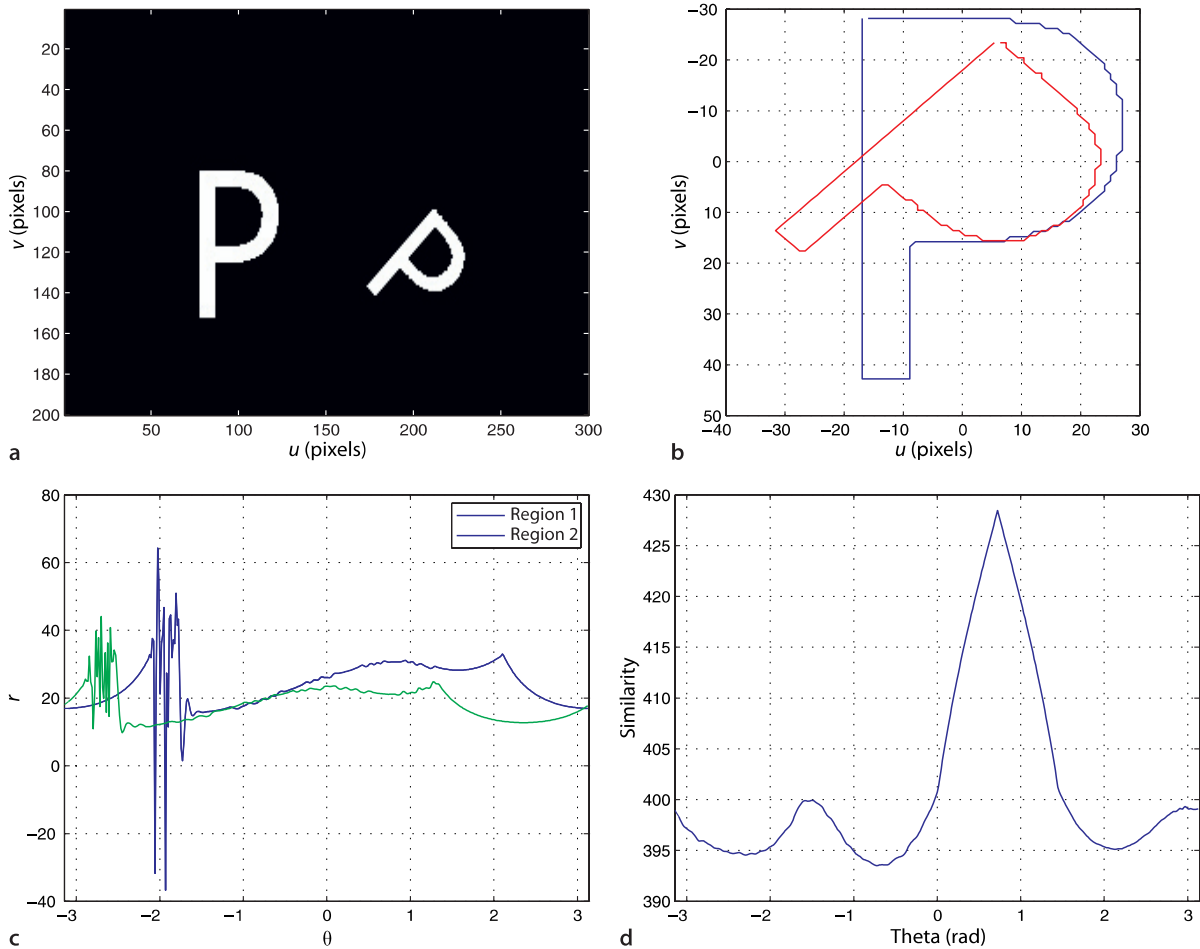 20
40
60
80
100
120
140
160
180
200
v (pixels)
P P
50 100 150 200 250 300
u (pixels)
a
−30
−20
−10
0
10
20
30
40
50
v (pixels)
−40 −30 −20 −10 0 10 20 30
u (pixels)
b
80
60
40
20
0
−20
−40
r
Region 1
Region 2
−3 −2 −1 0 1 2 3
θ
c
430
425
420
415
410
405
400
395
390
Similarity
−3 −2 −1 0 1 2 3
Theta (rad)
d